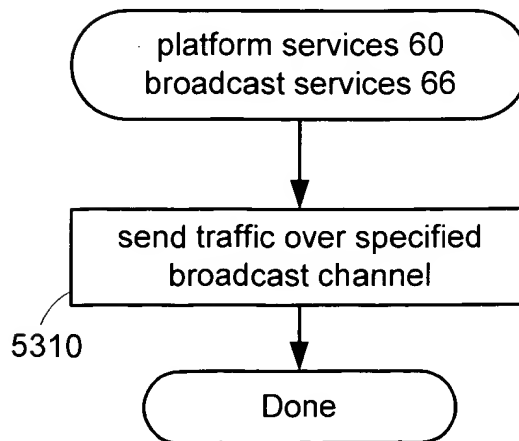 platform services 60
broadcast services 66
send traffic over specified
broadcast channel
5310
Done